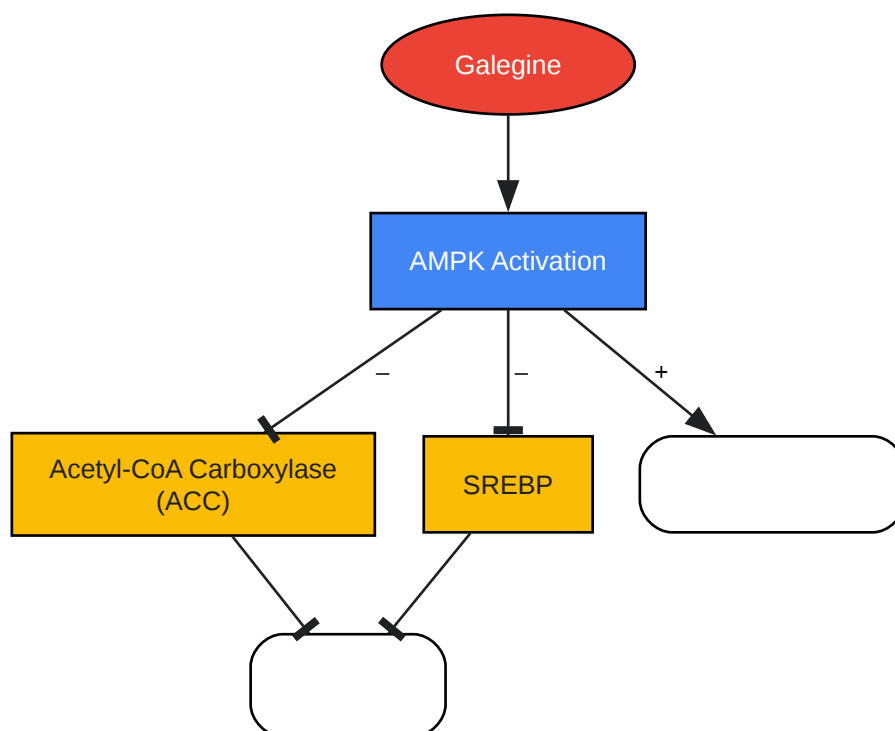 Galegine
AMPK Activation
–
–
+
Acetyl-CoA Carboxylase
(ACC)
SREBP